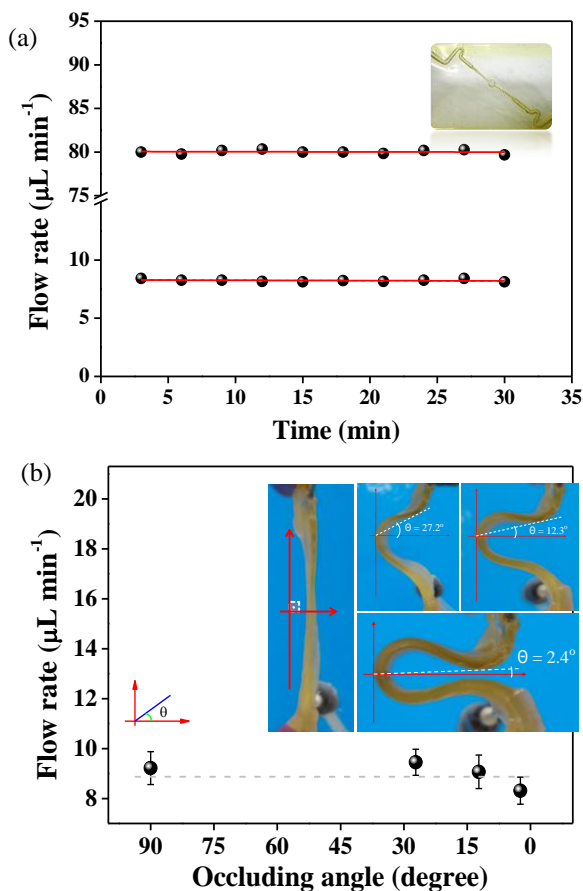 (a)
95
90
85
80
75
10
5
0
Flow rate (μL min⁻¹)
0 5 10 15 20 25 30 35
Time (min)
(b)
20
18
16
14
12
10
8
Flow rate (μL min⁻¹)
θ
Θ = 27.2°
Θ = 12.3°
Θ = 2.4°
90 75 60 45 30 15 0
Occluding angle (degree)